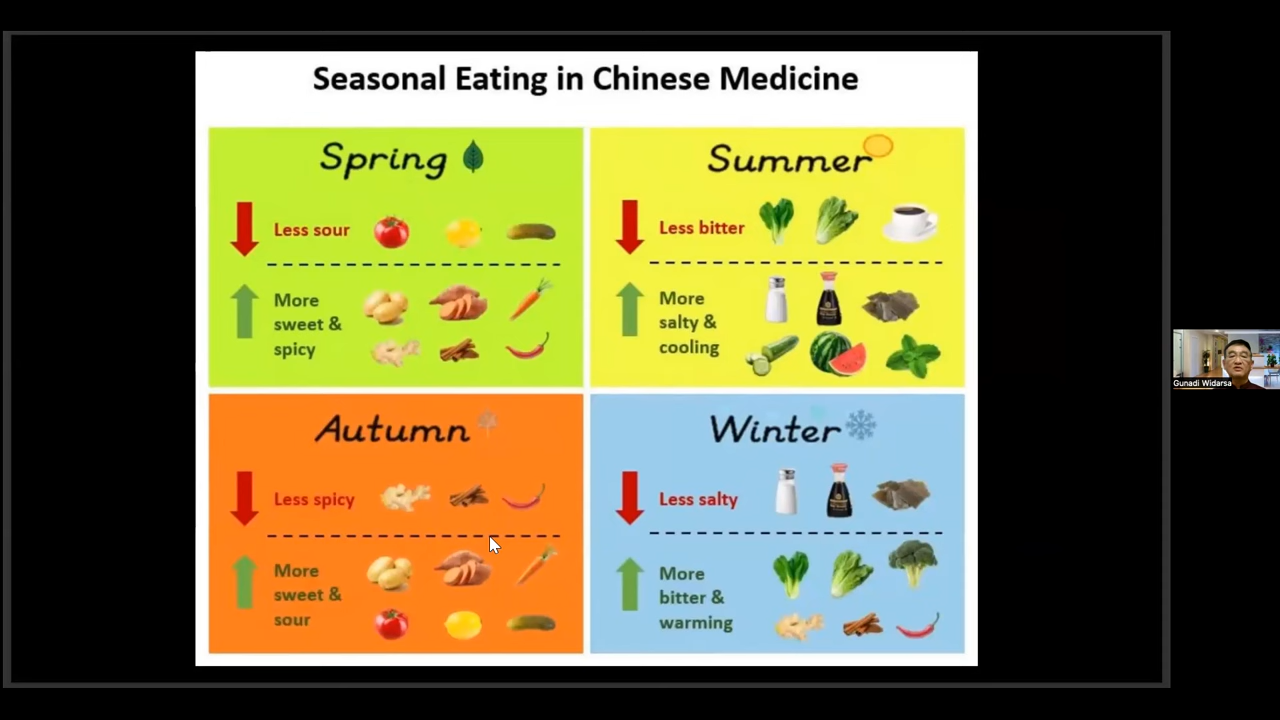 Seasonal Eating in Chinese Medicine
Spring
Less sour
More
sweet &
spicy
Summer
Less bitter
More
salty &
cooling
Autumn
Less spicy
More
sweet &
sour
Winter
Less salty
More
bitter &
warming
Gunadi Widarsa